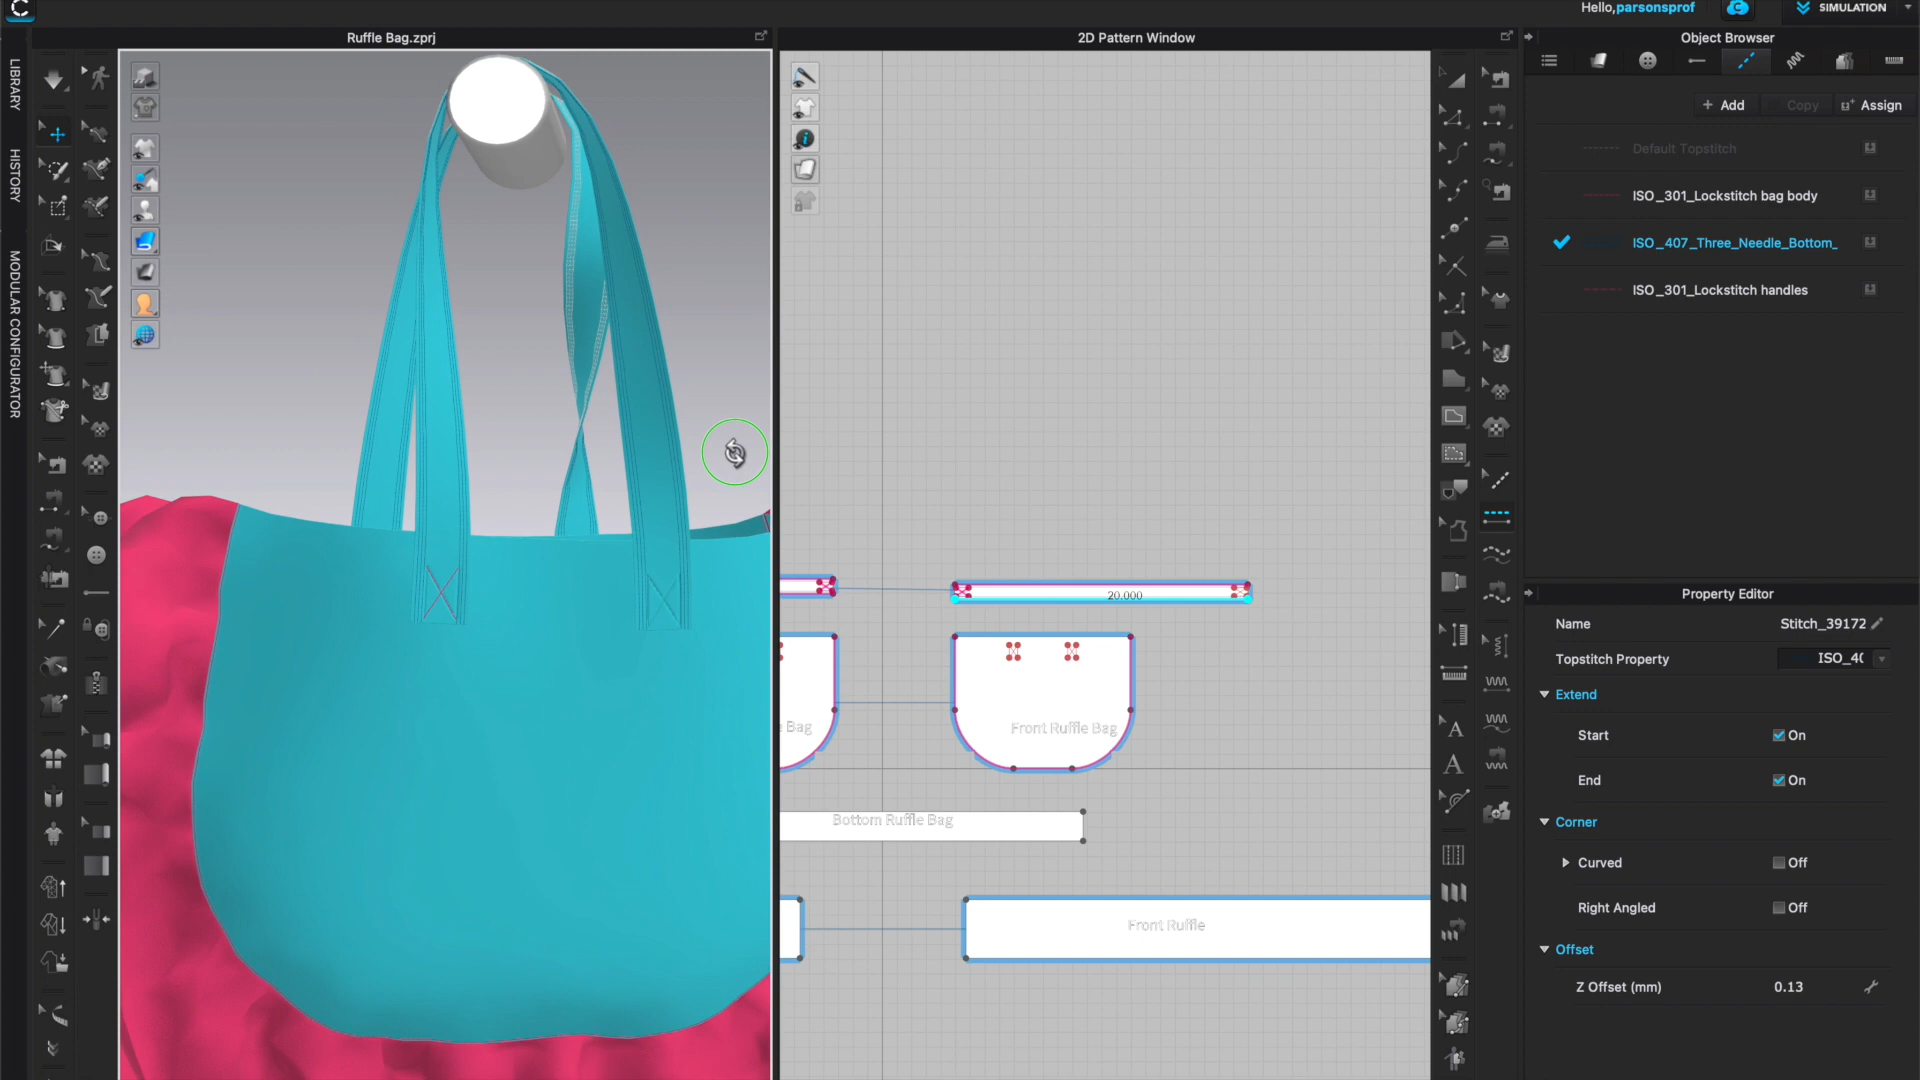 Hello,parsonsprof
SIMULATION
Ruffle Bag.zprj
2D Pattern Window
Object Browser
LIBRARY
HISTORY
MODULAR CONFIGURATOR
+ Add
Copy
Assign
Default Topstitch
ISO_301_Lockstitch bag body
ISO_407_Three_Needle_Bottom_
ISO_301_Lockstitch handles
20.000
e Bag
Front Ruffle Bag
Bottom Ruffle Bag
Front Ruffle
Property Editor
Name
Stitch_39172
Topstitch Property
ISO_4(
Extend
Start
On
End
On
Corner
Curved
Off
Right Angled
Off
Offset
Z Offset (mm)
0.13